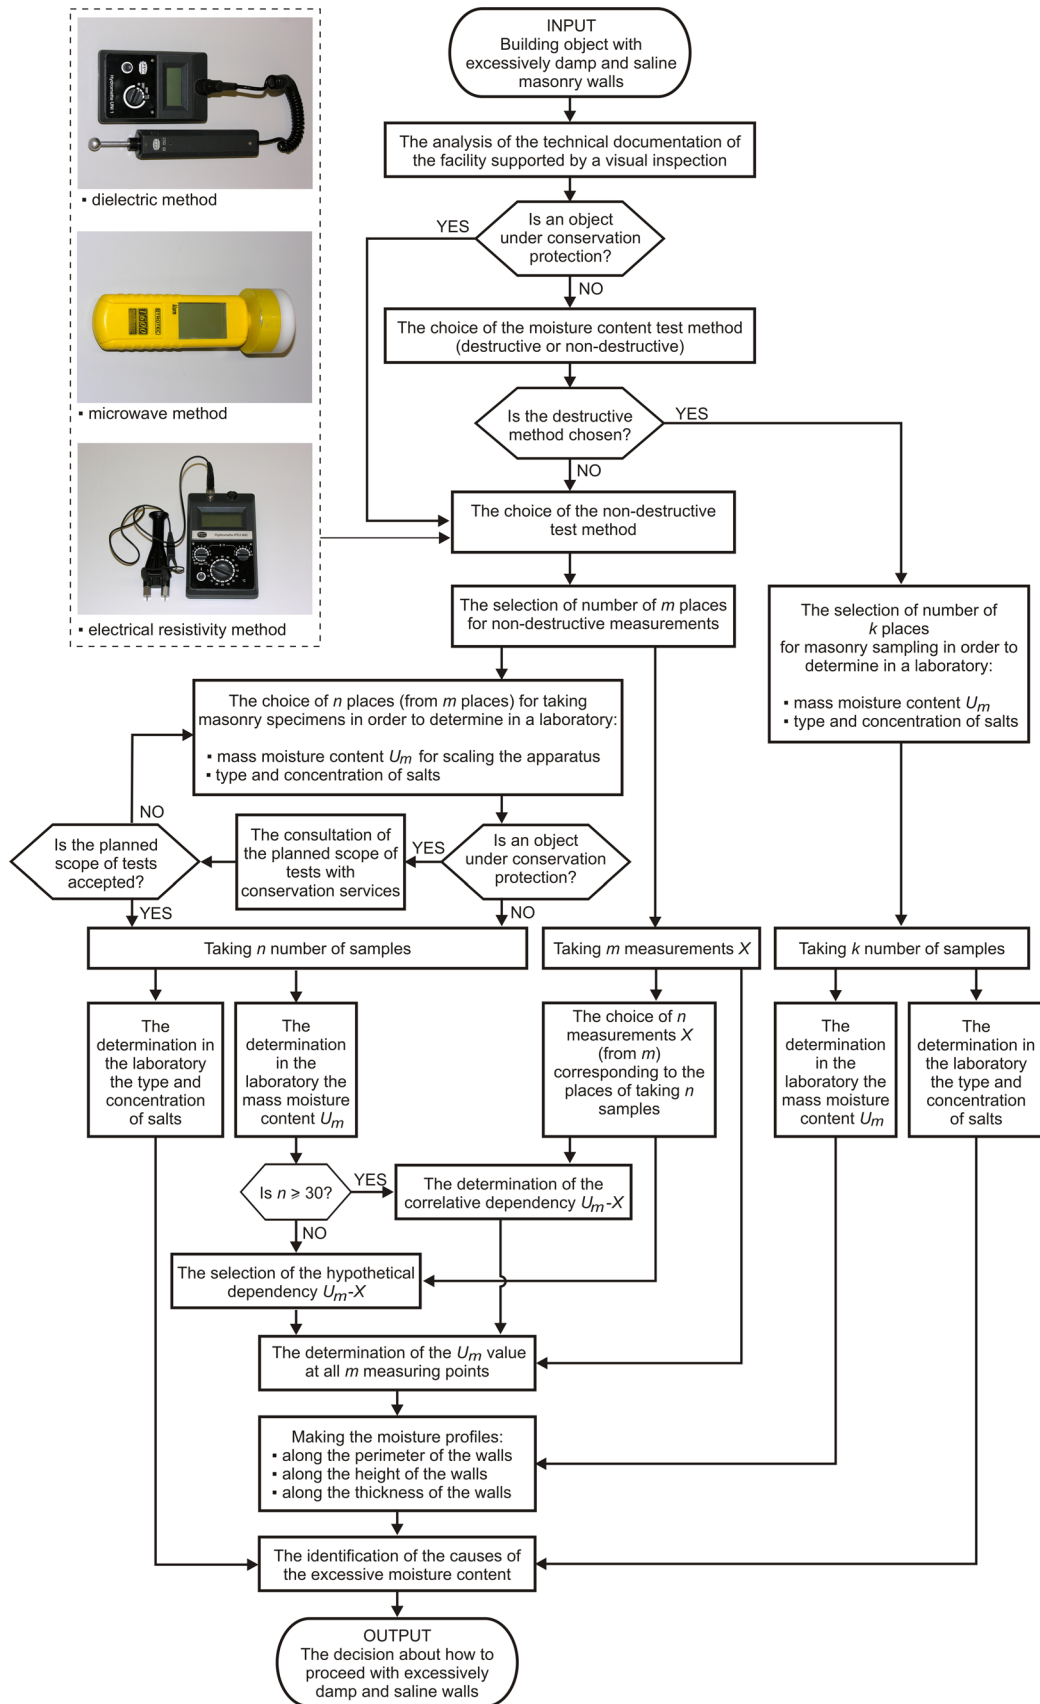 INPUT
Building object with
excessively damp and saline
masonry walls
The analysis of the technical documentation of
the facility supported by a visual inspection
YES
Is an object
under conservation
protection?
NO
The choice of the moisture content test method
(destructive or non-destructive)
Is the destructive
method chosen?
YES
NO
The choice of the non-destructive
test method
▪ dielectric method
▪ microwave method
▪ electrical resistivity method
The selection of number of m places
for non-destructive measurements
The selection of number of
k places
for masonry sampling in order to
determine in a laboratory:
▪ mass moisture content Um
▪ type and concentration of salts
The choice of n places (from m places) for taking
masonry specimens in order to determine in a laboratory:
▪ mass moisture content Um for scaling the apparatus
▪ type and concentration of salts
NO
Is the planned
scope of tests
accepted?
YES
The consultation of
the planned scope of
tests with
conservation services
YES
Is an object
under conservation
protection?
NO
Taking n number of samples
Taking m measurements X
Taking k number of samples
The
determination in
the laboratory
the type and
concentration
of salts
The
determination
in the
laboratory the
mass moisture
content Um
The choice of n
measurements X
(from m)
corresponding to the
places of taking n
samples
The
determination
in the
laboratory the
mass moisture
content Um
The
determination in
the laboratory
the type and
concentration
of salts
Is n ⩾ 30?
YES
NO
The determination of the
correlative dependency Um-X
The selection of the hypothetical
dependency Um-X
The determination of the Um value
at all m measuring points
Making the moisture profiles:
▪ along the perimeter of the walls
▪ along the height of the walls
▪ along the thickness of the walls
The identification of the causes of
the excessive moisture content
OUTPUT
The decision about how to
proceed with excessively
damp and saline walls